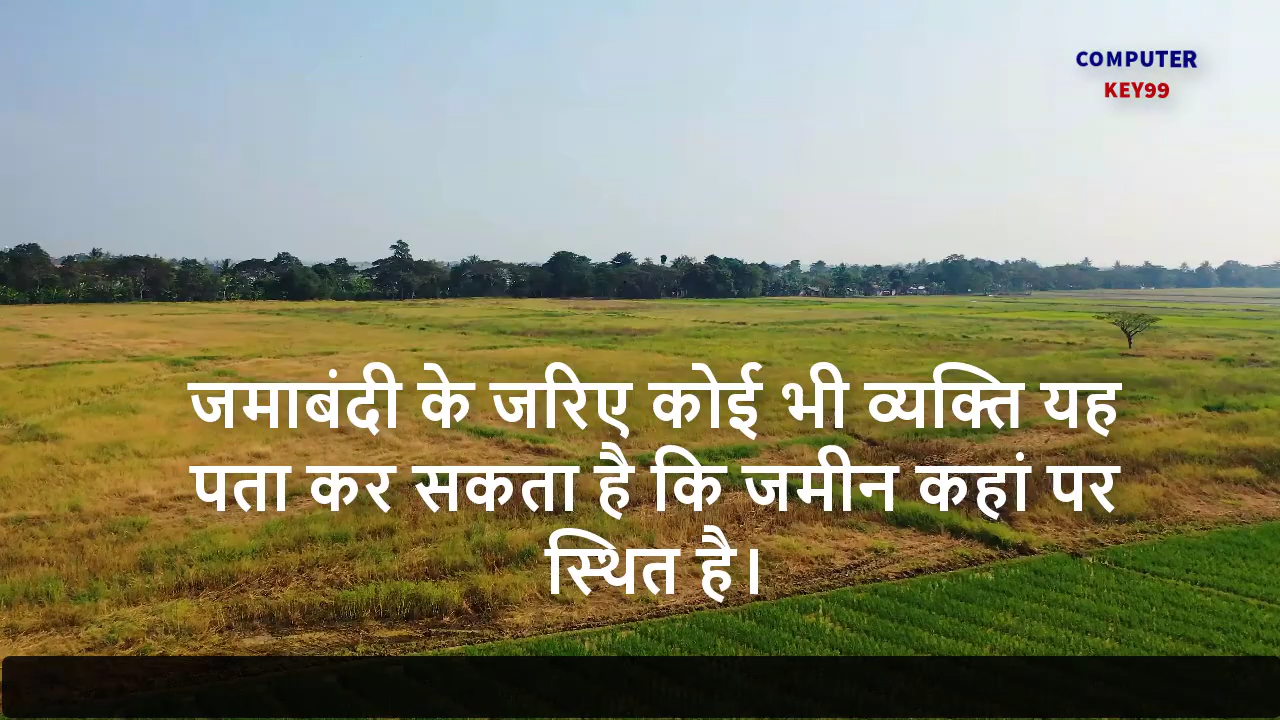 COMPUTER
KEY99
जमाबंदी के जरिए कोई भी व्यक्ति यह
पता कर सकता है कि जमीन कहां पर
स्थित है।